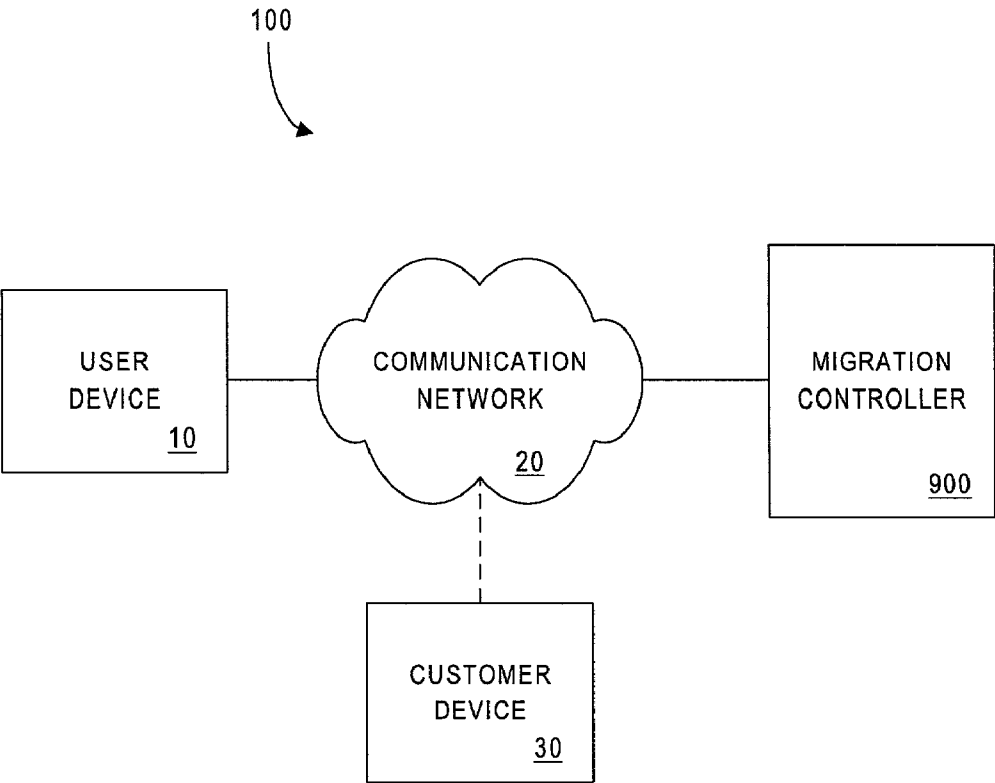 100
USER
DEVICE
10
COMMUNICATION
NETWORK
20
MIGRATION
CONTROLLER
900
CUSTOMER
DEVICE
30